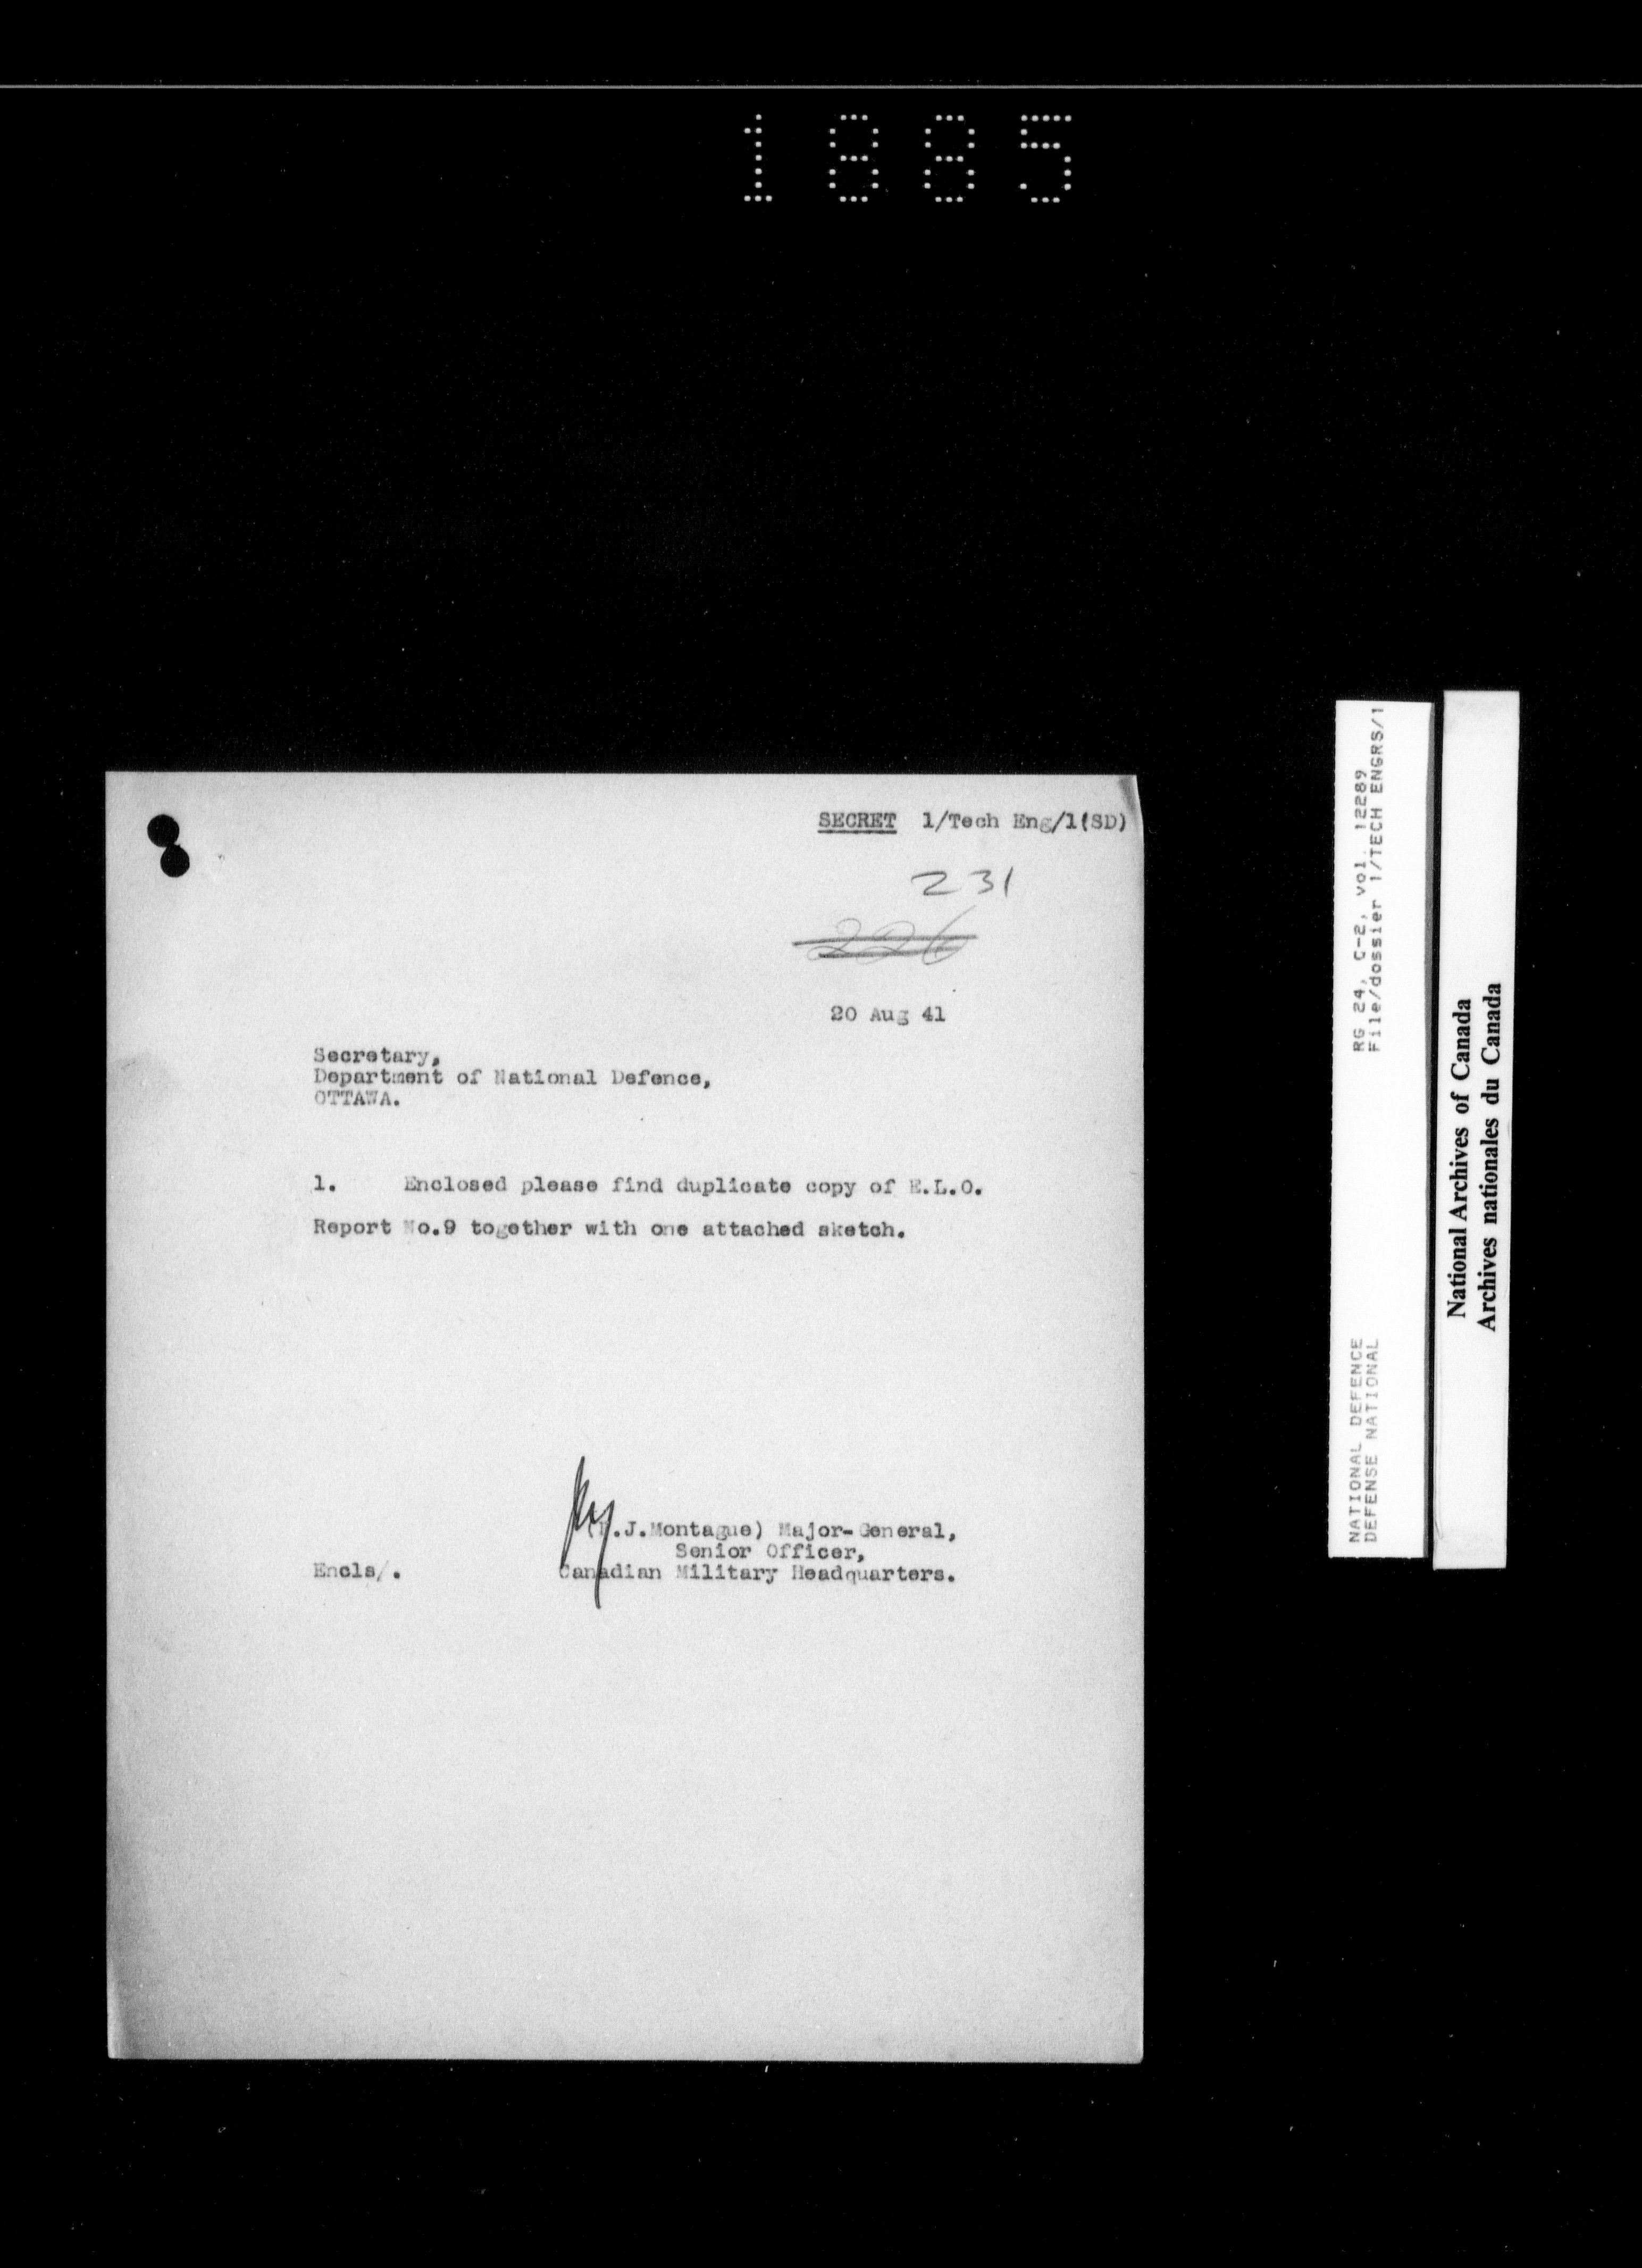 1885
SECRET 1/Tech Eng/1(SD)
231
226
20 Aug 41
Secretary,
Department of National Defence,
OTTAWA.
1. Enclosed please find duplicate copy of E.L.O.
Report No.9 together with one attached sketch.
.J.Montague) Major-General,
Senior Officer,
Encls/. Canadian Military Headquarters.
RG 24, C-2, vol. 12289
File/dossier 1/TECH ENGRS/1
NATIONAL DEFENCE
DEFENSE NATIONAL
National Archives of Canada
Archives nationales du Canada